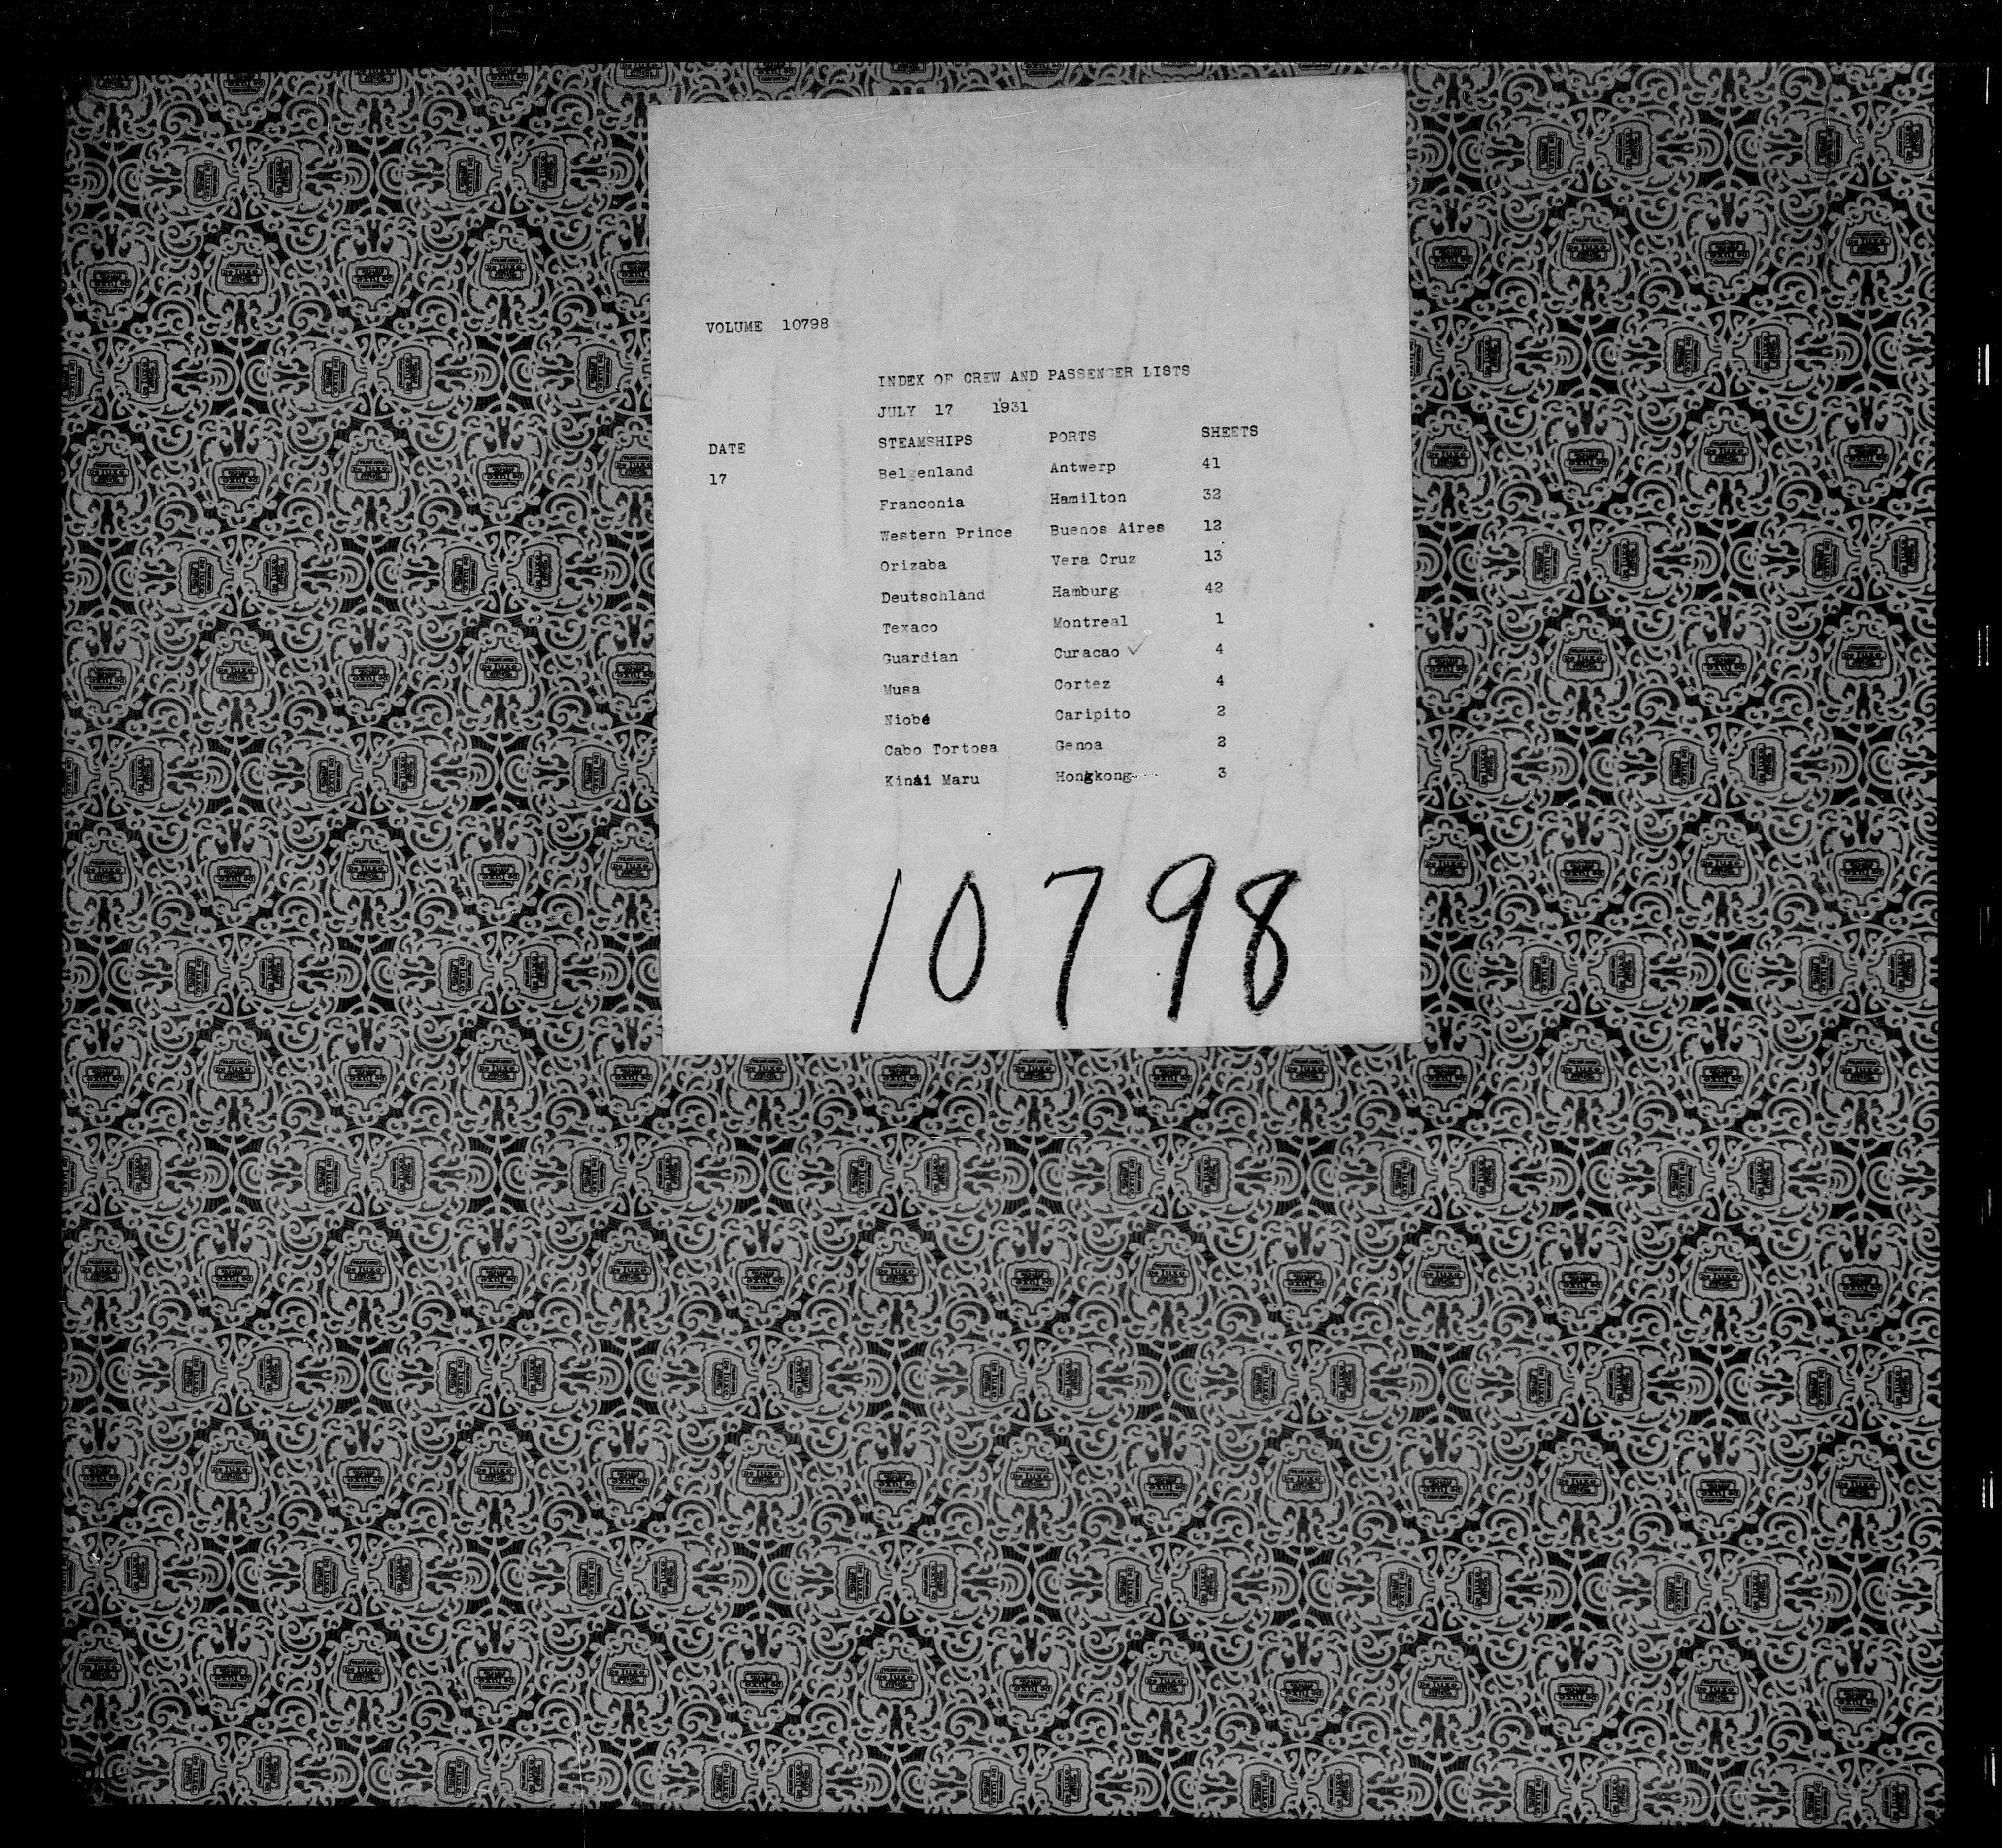 VOLUME 10798
INDEX OF CREW AND PASSENGER LISTS
JULY 17 1931
DATE STEAMSHIPS PORTS SHEETS
17 Belgenland Antwerp 41
Franconia Hamilton 32
Western Prince Buenos Aires 12
Orizaba Vera Cruz 13
Deutschland Hamburg 42
Texaco Montreal 1
Guardian Curacao ✓ 4
Musa Cortez 4
Niobe Caripito 2
Cabo Tortosa Genoa 2
Kinai Maru Hongkong 3
10798